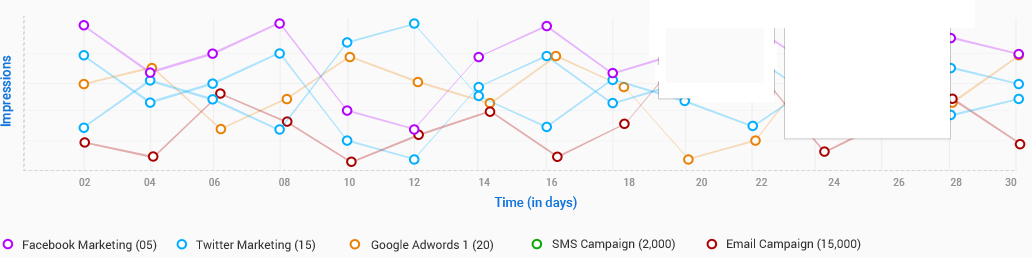 Impressions
02 04 06 08 10 12 14 16 18 20 22 24 26 28 30
Time (in days)
Facebook Marketing (05) Twitter Marketing (15) Google Adwords 1 (20) SMS Campaign (2,000) Email Campaign (15,000)